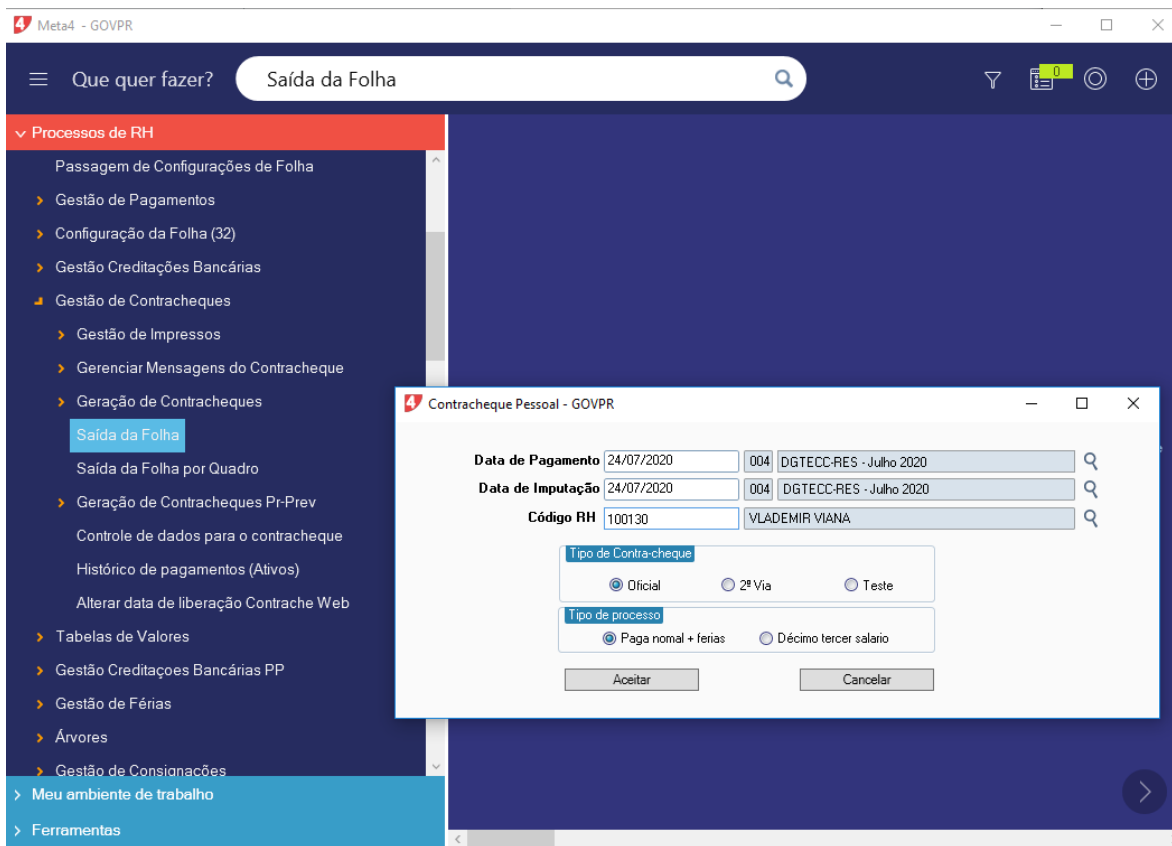 Meta4 - GOVPR
Que quer fazer? Saída da Folha
0
Processos de RH
Passagem de Configurações de Folha
Gestão de Pagamentos
Configuração da Folha (32)
Gestão Creditações Bancárias
Gestão de Contracheques
Gestão de Impressos
Gerenciar Mensagens do Contracheque
Geração de Contracheques
Saída da Folha
Saída da Folha por Quadro
Geração de Contracheques Pr-Prev
Controle de dados para o contracheque
Histórico de pagamentos (Ativos)
Alterar data de liberação Contrache Web
Tabelas de Valores
Gestão Creditaçoes Bancárias PP
Gestão de Férias
Árvores
Gestão de Consignações
Meu ambiente de trabalho
Ferramentas
Contracheque Pessoal - GOVPR
Data de Pagamento 24/07/2020 004 DGTECC-RES - Julho 2020
Data de Imputação 24/07/2020 004 DGTECC-RES - Julho 2020
Código RH 100130 VLADEMIR VIANA
Tipo de Contra-cheque
Oficial 2ª Via Teste
Tipo de processo
Paga nomal + ferias Décimo tercer salario
Aceitar Cancelar